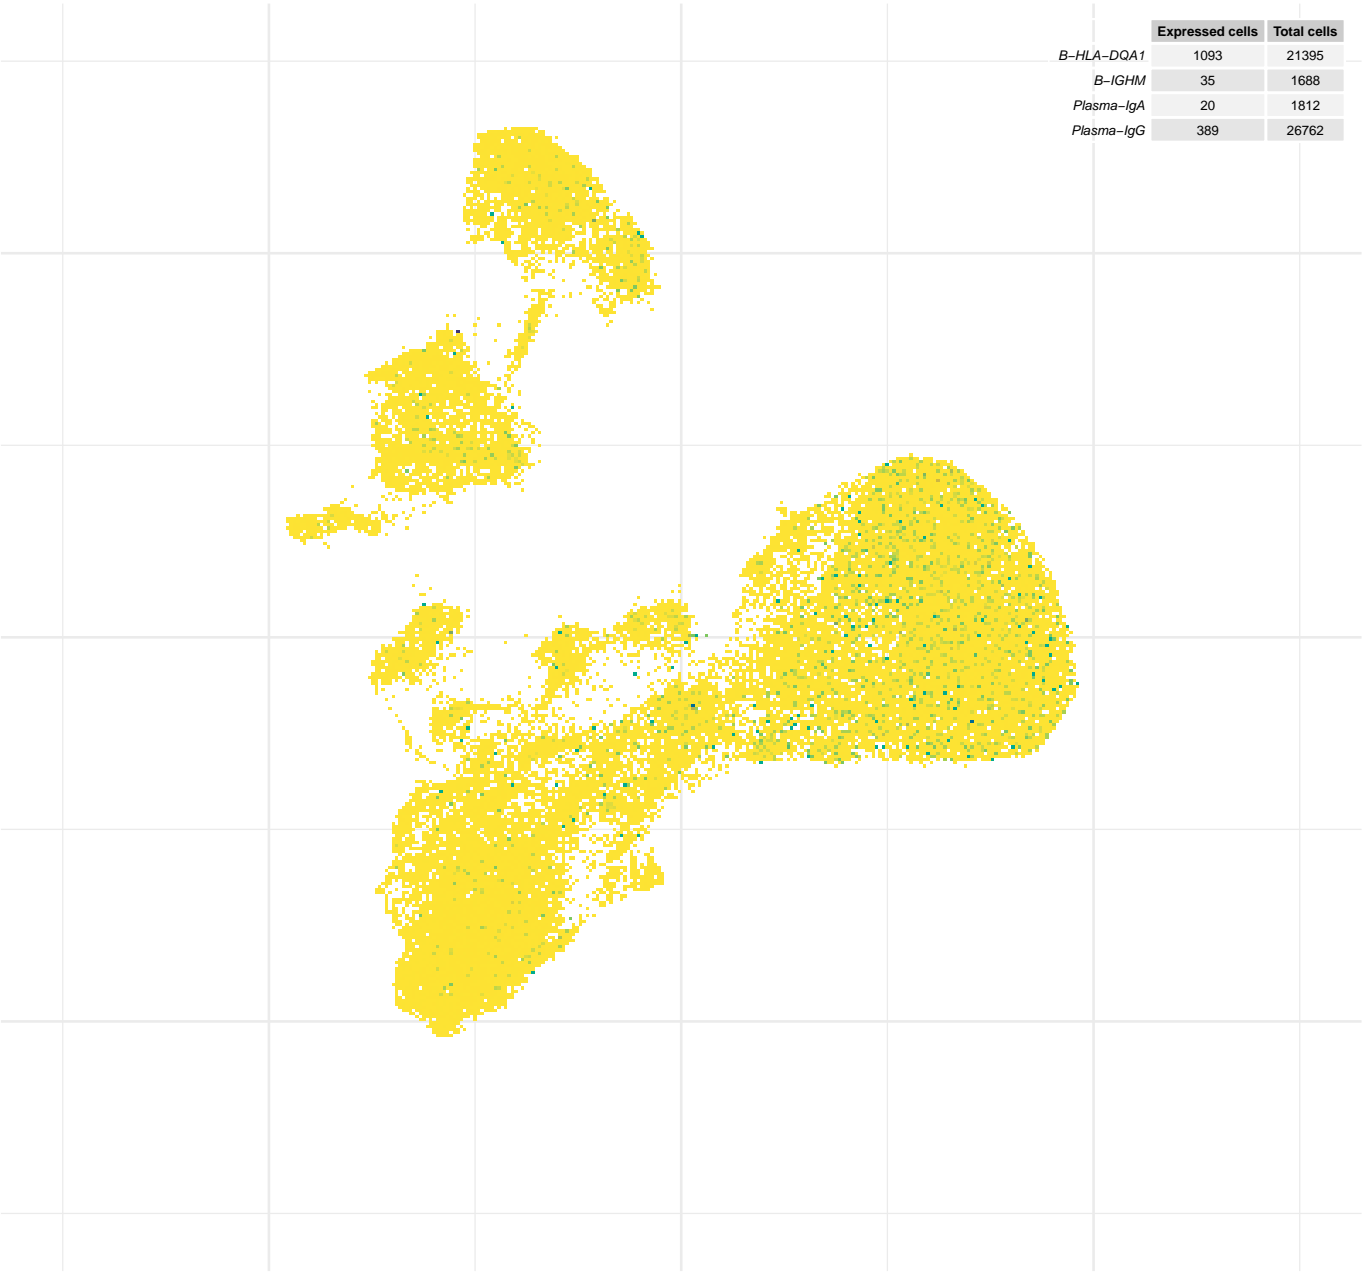 Expressed cells Total cells
B−HLA−DQA1 1093 21395
B−IGHM 35 1688
Plasma−IgA 20 1812
Plasma−IgG 389 26762